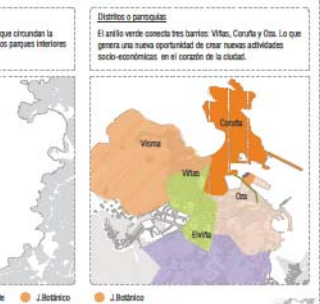 que circundan la
os parques interiores
Distritos o parroquias
El anillo verde conecta tres barrios: Viñas, Coruña y Oza. Lo que
genera una nueva oportunidad de crear nuevas actividades
socio-económicas en el corazón de la ciudad.
Coruña
Visma
Viñas
Oza
Elviña
J.Botánico
J.Botánico